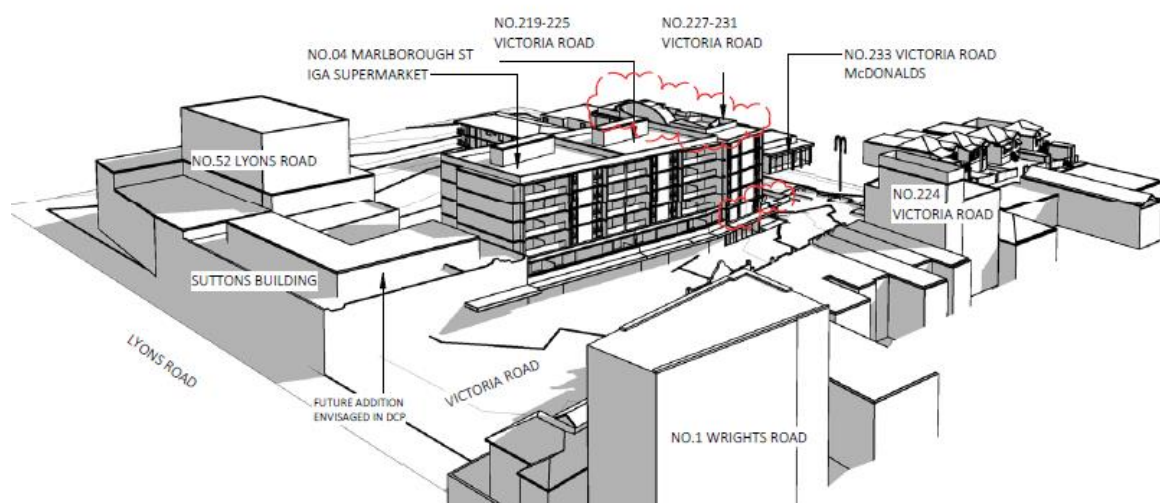 NO.219-225
VICTORIA ROAD
NO.227-231
VICTORIA ROAD
NO.04 MARLBOROUGH ST
IGA SUPERMARKET
NO.233 VICTORIA ROAD
McDONALDS
NO.52 LYONS ROAD
NO.224
VICTORIA ROAD
SUTTONS BUILDING
LYONS ROAD
VICTORIA ROAD
FUTURE ADDITION
ENVISAGED IN DCP
NO.1 WRIGHTS ROAD